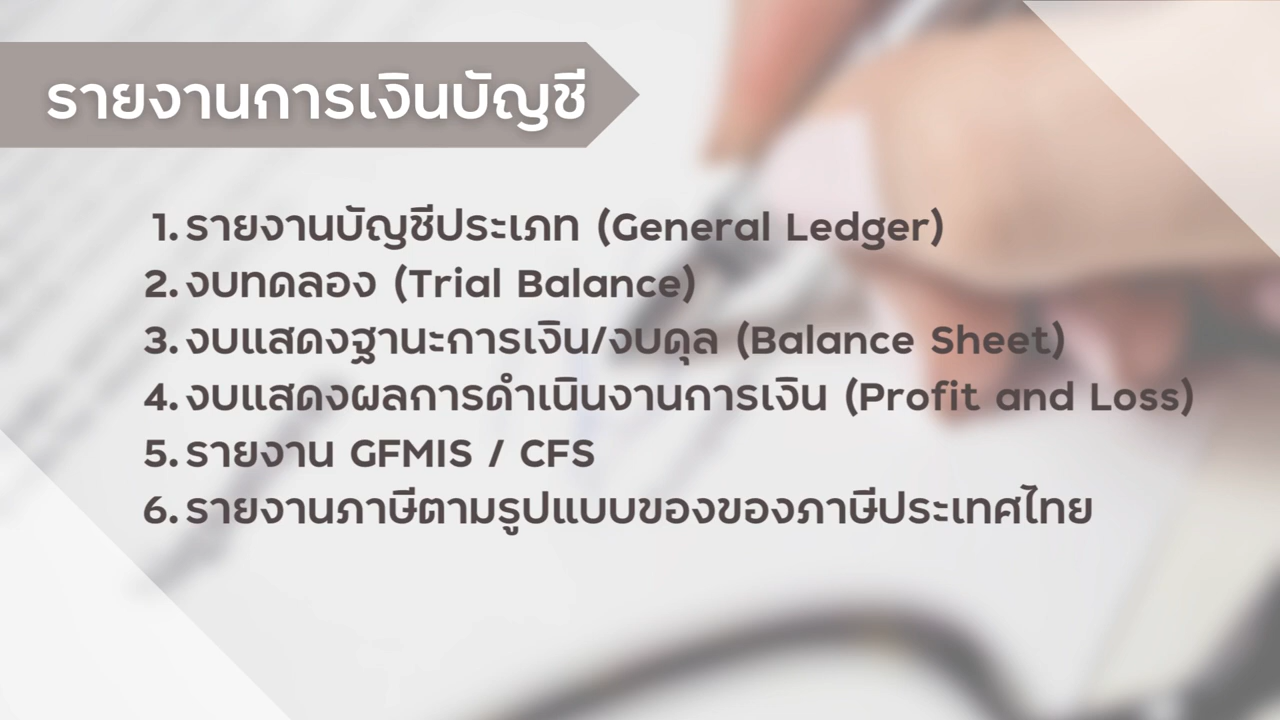 รายงานการเงินบัญชี
1. รายงานบัญชีประเภท (General Ledger)
2. งบทดลอง (Trial Balance)
3. งบแสดงฐานะการเงิน/งบดุล (Balance Sheet)
4. งบแสดงผลการดำเนินงานการเงิน (Profit and Loss)
5. รายงาน GFMIS / CFS
6. รายงานภาษีตามรูปแบบของของภาษีประเทศไทย